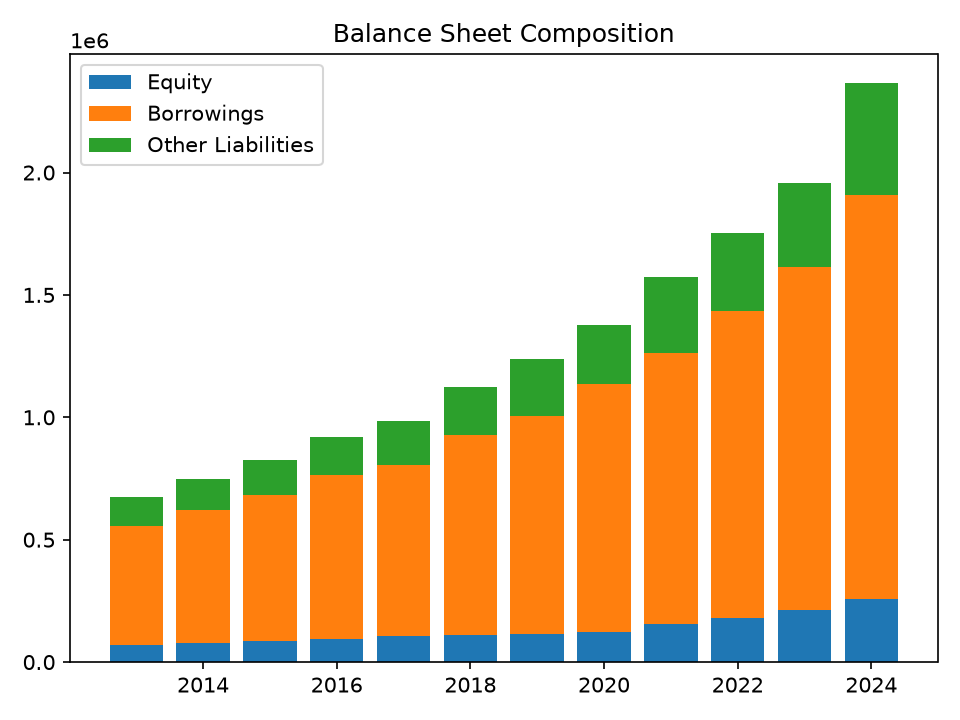 Balance Sheet Composition
1e6
Equity
Borrowings
Other Liabilities
2.0
1.5
1.0
0.5
0.0
2014 2016 2018 2020 2022 2024